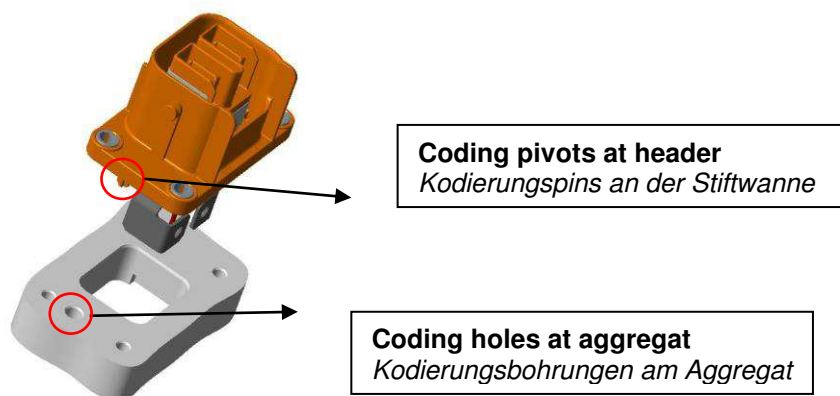 Coding pivots at header
Kodierungspins an der Stiftwanne
Coding holes at aggregat
Kodierungsbohrungen am Aggregat